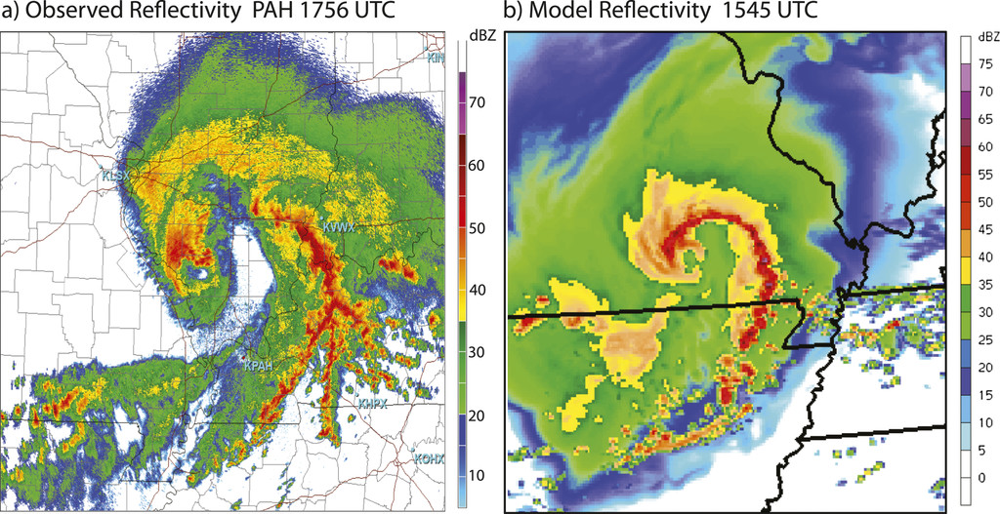 a) Observed Reflectivity  PAH 1756 UTC
b) Model Reflectivity  1545 UTC
dBZ
70
60
50
40
30
20
10
KIN
KLSX
KVWX
KPAH
KHPX
KOHX
dBZ
75
70
65
60
55
50
45
40
35
30
25
20
15
10
5
0